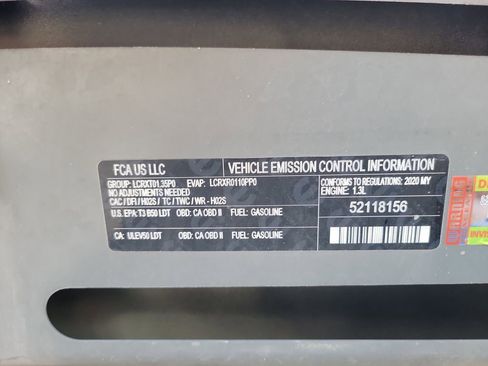 FCA US LLC
VEHICLE EMISSION CONTROL INFORMATION
GROUP: LCRXT01.35P0 EVAP: LCRXR0110PP0
NO ADJUSTMENTS NEEDED
CAC / DFI / H02S / TC / TWC / WR - H02S
U.S. EPA: T3 B50 LDT OBD: CA OBD II FUEL: GASOLINE
CA: ULEV50 LDT OBD: CA OBD II FUEL: GASOLINE
CONFORMS TO REGULATIONS: 2020 MY
ENGINE: 1.3L
52118156
WARNING
INVIS